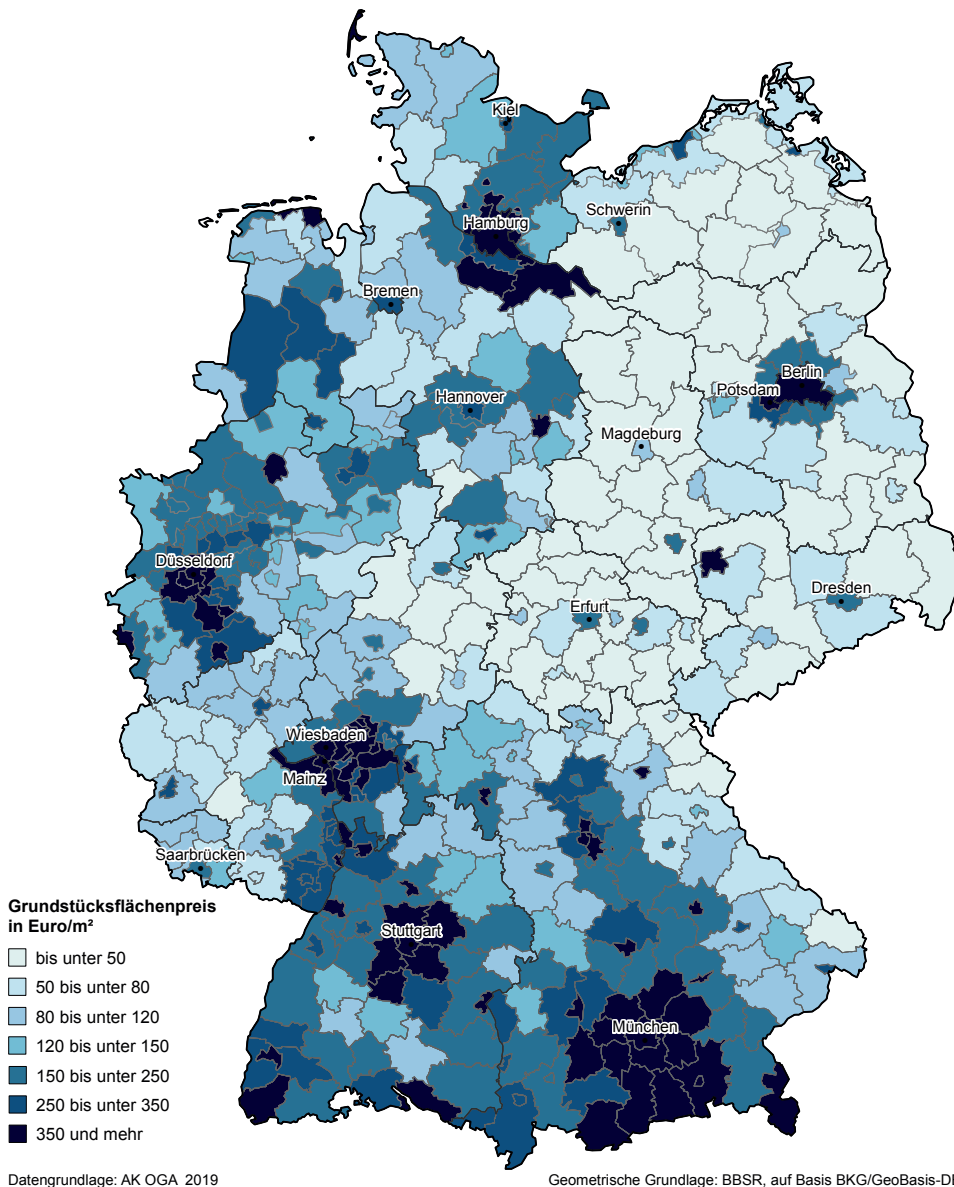 Kiel
Schwerin
Hamburg
Bremen
Berlin
Potsdam
Hannover
Magdeburg
Düsseldorf
Dresden
Erfurt
Wiesbaden
Mainz
Saarbrücken
Stuttgart
München
Grundstücksflächenpreis
in Euro/m²
bis unter 50
50 bis unter 80
80 bis unter 120
120 bis unter 150
150 bis unter 250
250 bis unter 350
350 und mehr
Datengrundlage: AK OGA 2019
Geometrische Grundlage: BBSR, auf Basis BKG/GeoBasis-DE